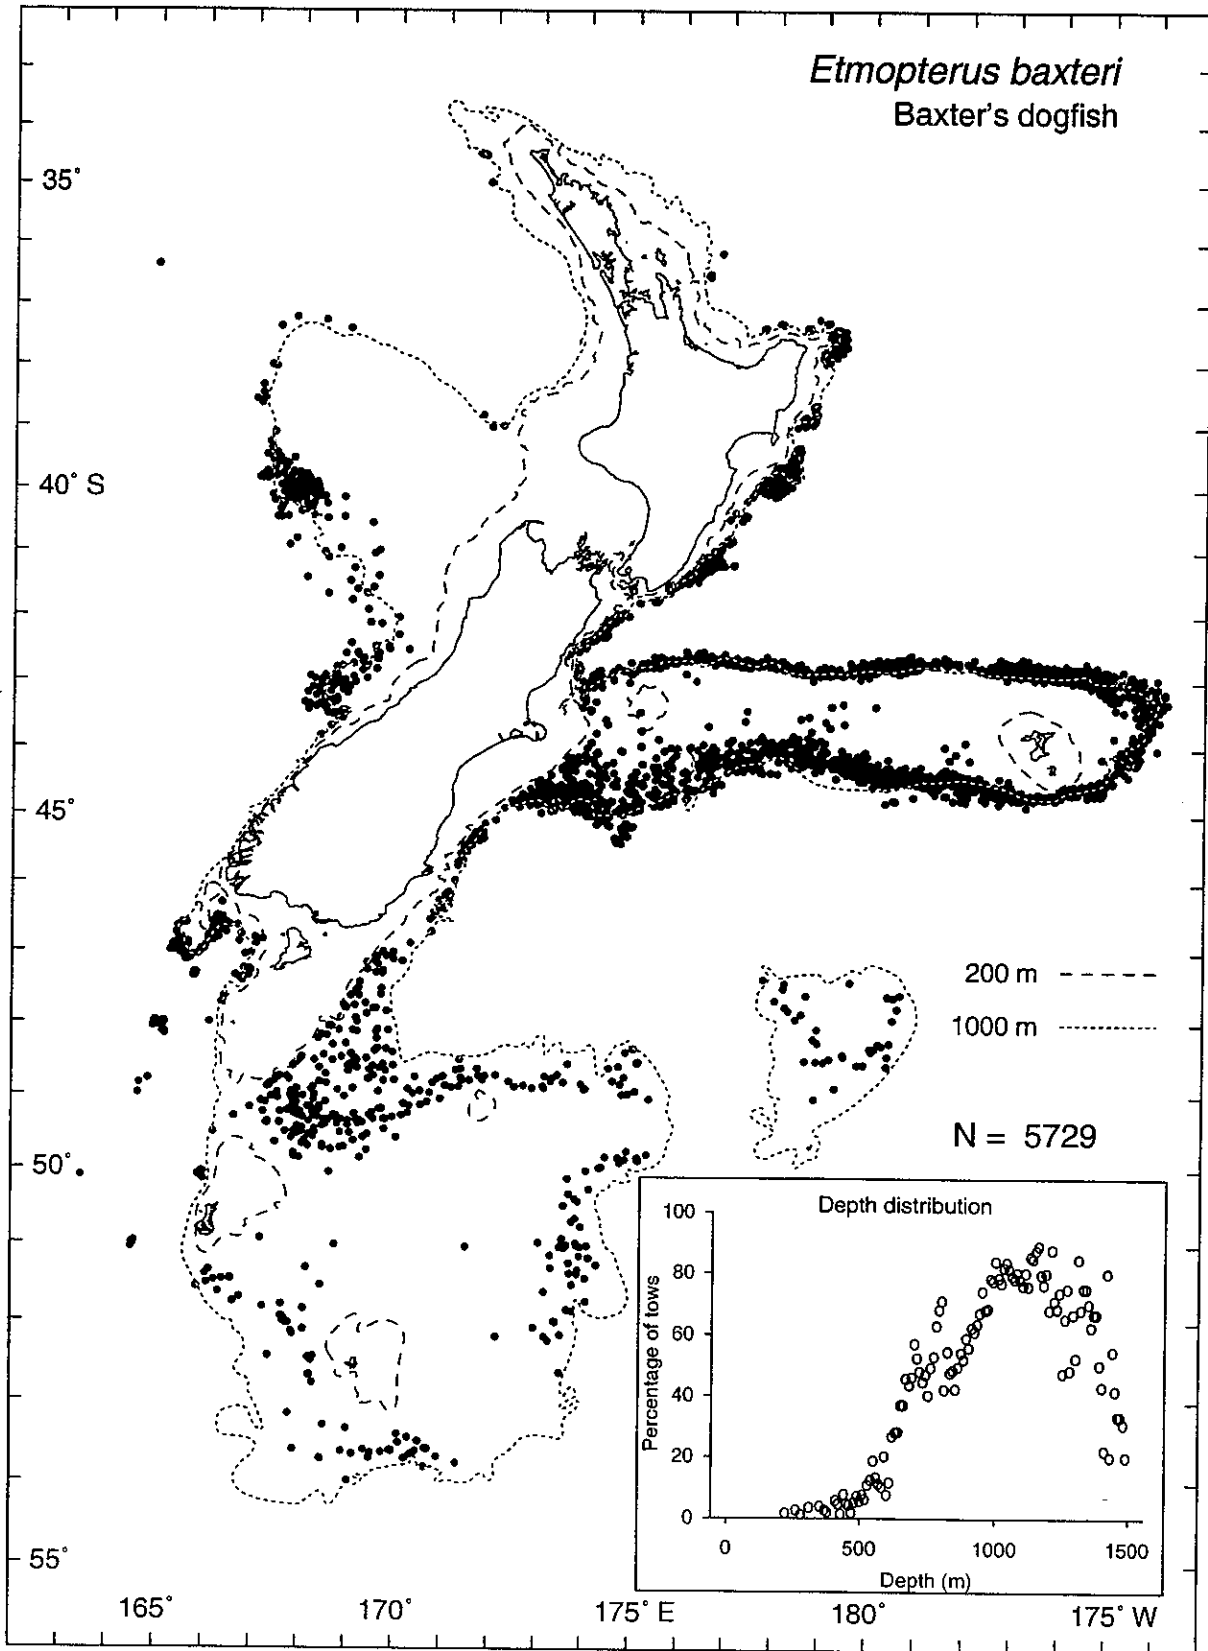 Etmopterus baxteri
Baxter's dogfish
35°
40° S
45°
200 m
1000 m
N = 5729
50°
Depth distribution
100
80
60
40
20
0
Percentage of tows
0 500 1000 1500
Depth (m)
55°
165° 170° 175° E 180° 175° W